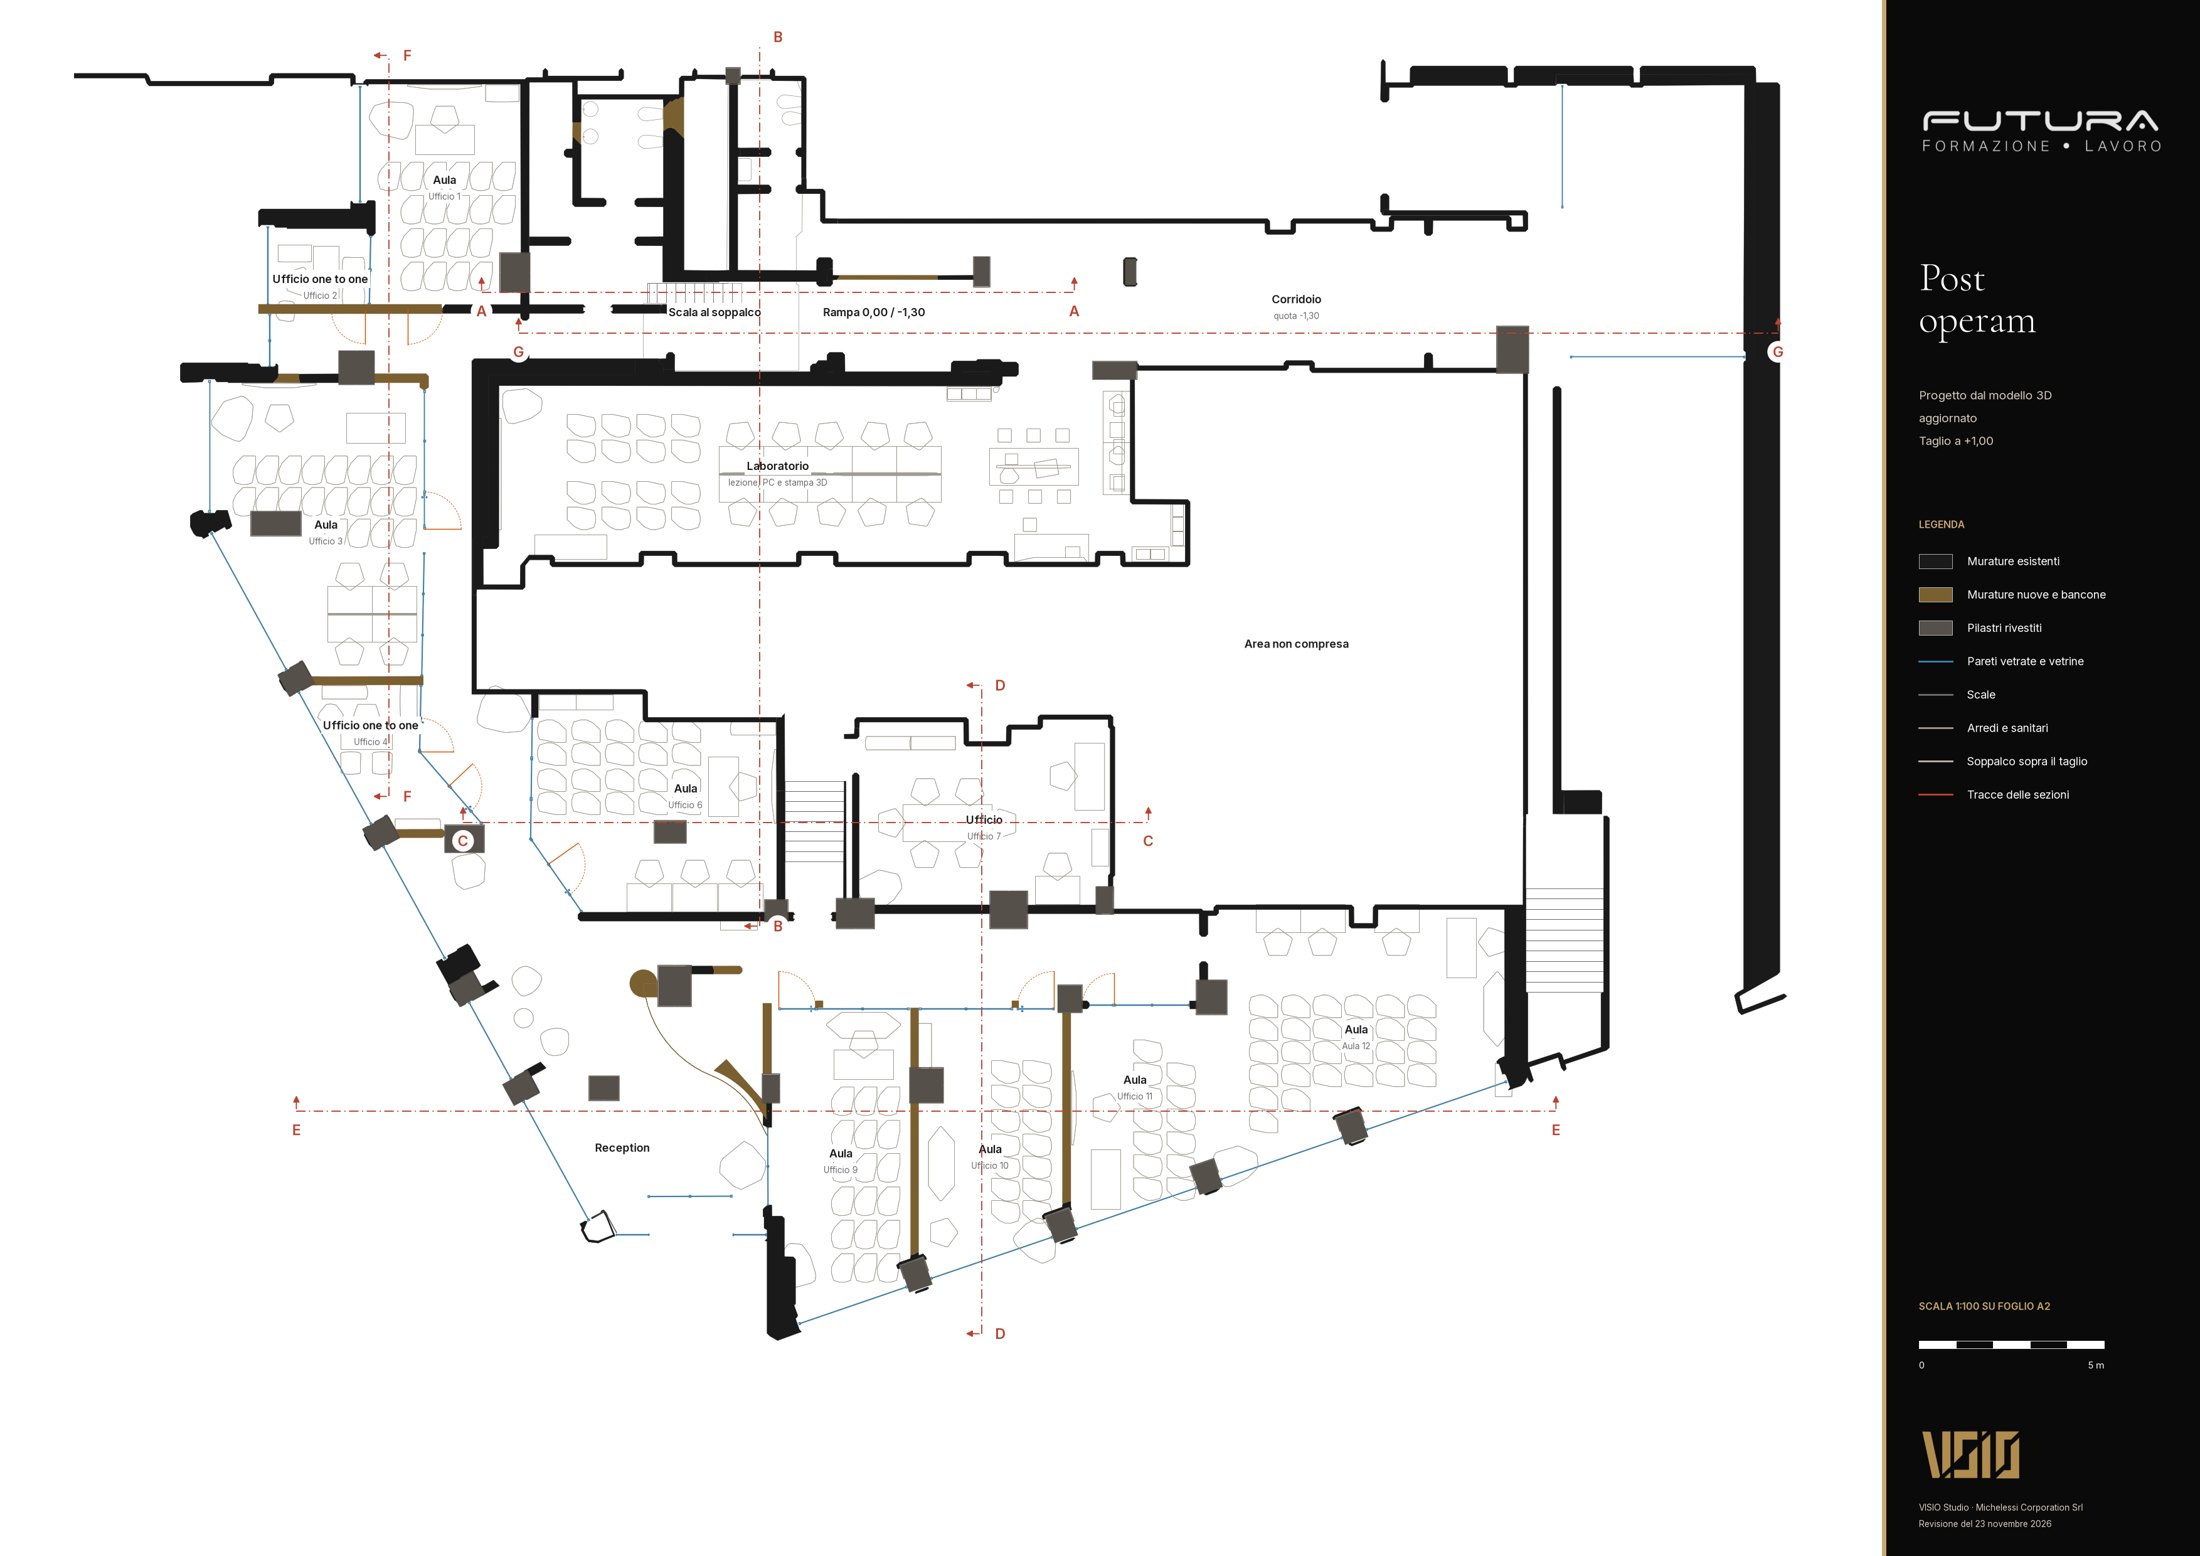 F
B
Aula
Ufficio 1
Ufficio one to one
Ufficio 2
A
Scala al soppalco
Rampa 0,00 / -1,30
A
Corridoio
quota -1,30
G
G
Laboratorio
lezione, PC e stampa 3D
Aula
Ufficio 3
Area non compresa
D
Ufficio one to one
Ufficio 4
F
Aula
Ufficio 6
Ufficio
Ufficio 7
C
C
B
Aula
Aula 12
Aula
Ufficio 11
E
E
Reception
Aula
Ufficio 9
Aula
Ufficio 10
D
FUTURA
FORMAZIONE • LAVORO
Post
operam
Progetto dal modello 3D
aggiornato
Taglio a +1,00
LEGENDA
Murature esistenti
Murature nuove e bancone
Pilastri rivestiti
Pareti vetrate e vetrine
Scale
Arredi e sanitari
Soppalco sopra il taglio
Tracce delle sezioni
SCALA 1:100 SU FOGLIO A2
0 5 m
VISIO
VISIO Studio · Michelessi Corporation Srl
Revisione del 23 novembre 2026